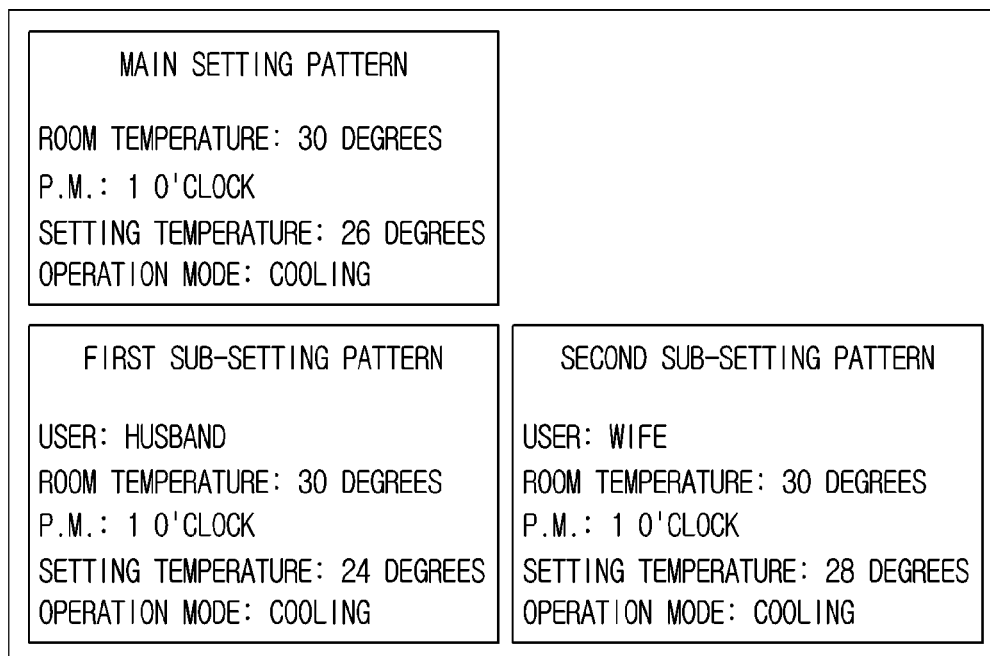 MAIN SETTING PATTERN
ROOM TEMPERATURE: 30 DEGREES
P.M.: 1 O'CLOCK
SETTING TEMPERATURE: 26 DEGREES
OPERATION MODE: COOLING
FIRST SUB-SETTING PATTERN
USER: HUSBAND
ROOM TEMPERATURE: 30 DEGREES
P.M.: 1 O'CLOCK
SETTING TEMPERATURE: 24 DEGREES
OPERATION MODE: COOLING
SECOND SUB-SETTING PATTERN
USER: WIFE
ROOM TEMPERATURE: 30 DEGREES
P.M.: 1 O'CLOCK
SETTING TEMPERATURE: 28 DEGREES
OPERATION MODE: COOLING